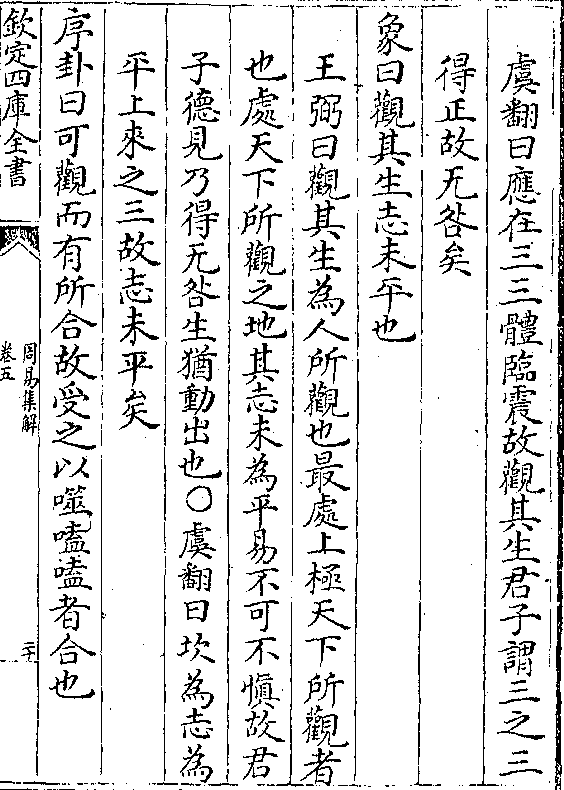 虞翻曰應在三三體臨震故觀其生君子謂三之三
得正故无咎矣
象曰觀其生志未平也
王弼曰觀其生為人所觀也最處上極天下所觀者
也處天下所觀之地其志未為平易不可不慎故君
子德見乃得无咎生猶動出也○虞翻曰坎為志為
平上來之三故志未平矣
序卦曰可觀而有所合故受之以噬嗑嗑者合也
欽定四庫全書
周易集解
卷五
二十